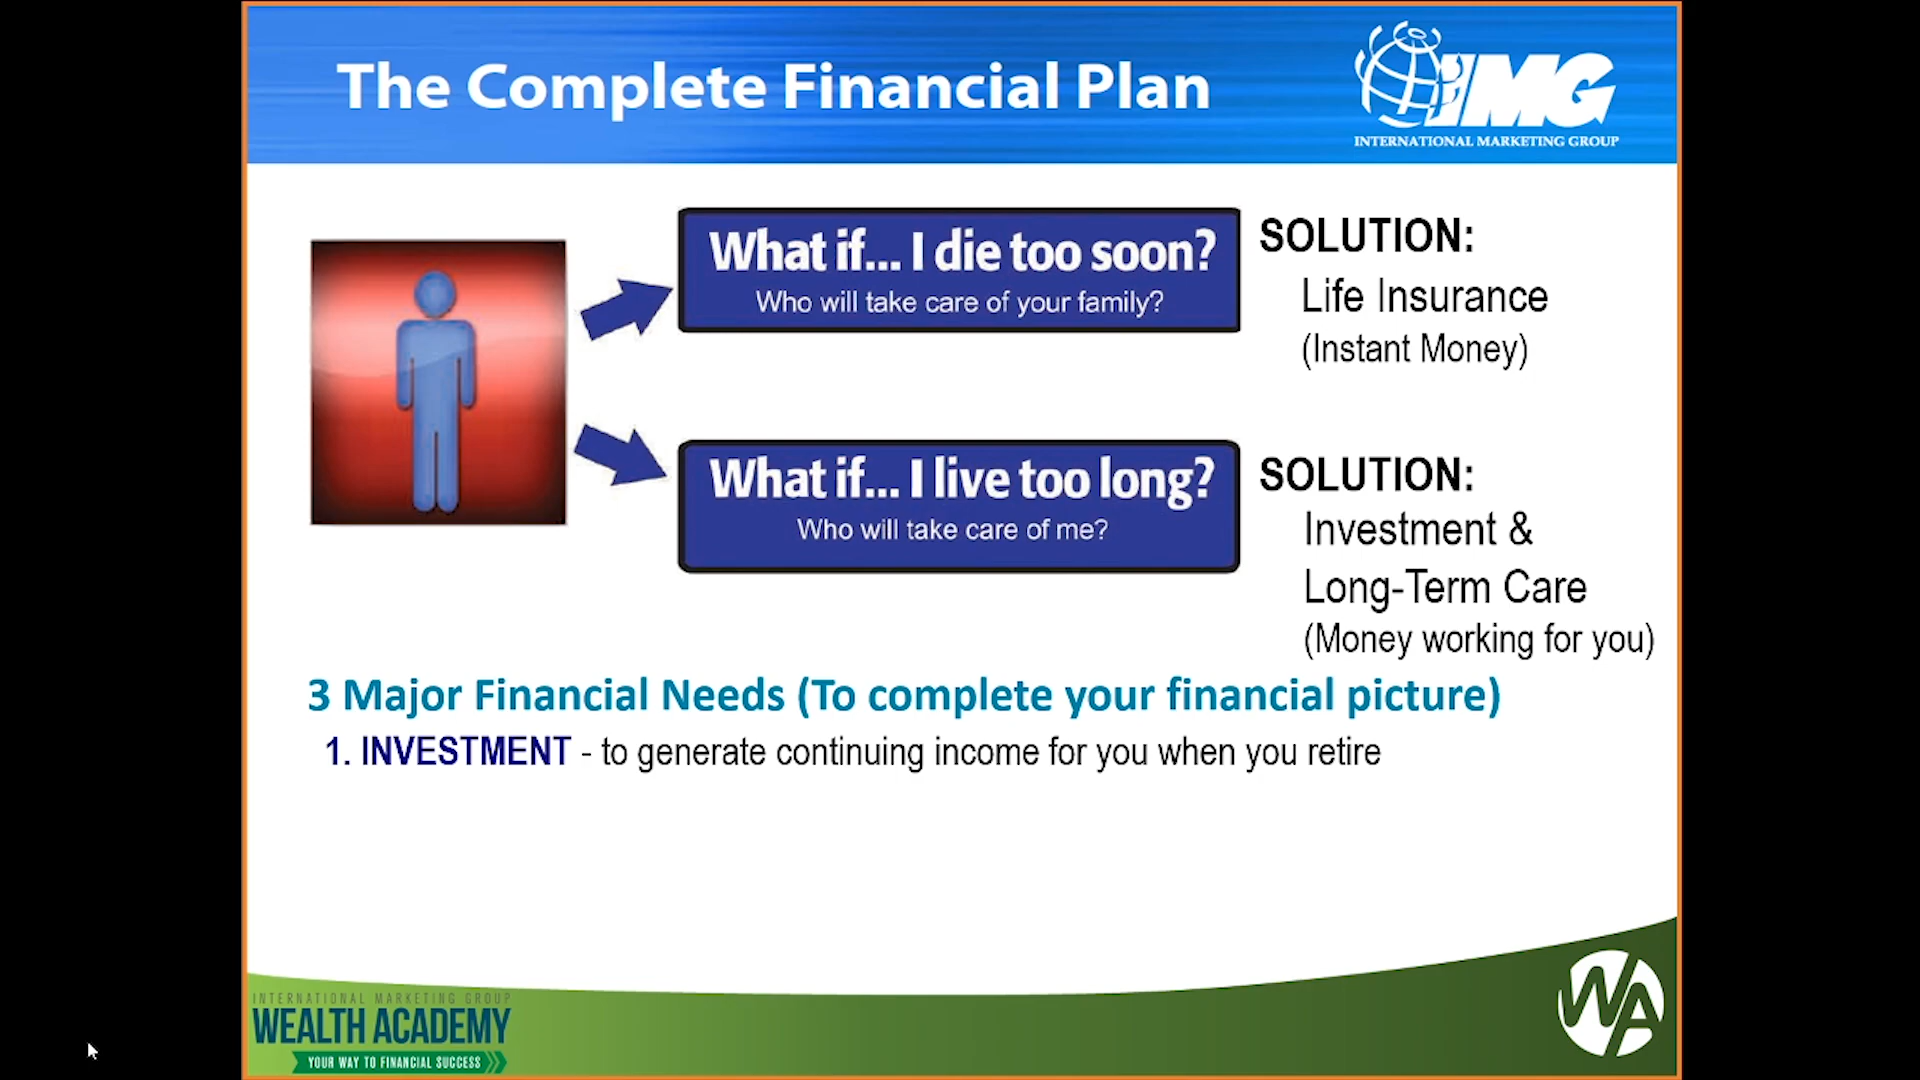 The Complete Financial Plan
IMG
INTERNATIONAL MARKETING GROUP
What if... I die too soon?
Who will take care of your family?
SOLUTION:
Life Insurance
(Instant Money)
What if... I live too long?
Who will take care of me?
SOLUTION:
Investment &
Long-Term Care
(Money working for you)
3 Major Financial Needs (To complete your financial picture)
1. INVESTMENT - to generate continuing income for you when you retire
INTERNATIONAL MARKETING GROUP
WEALTH ACADEMY
YOUR WAY TO FINANCIAL SUCCESS
WA